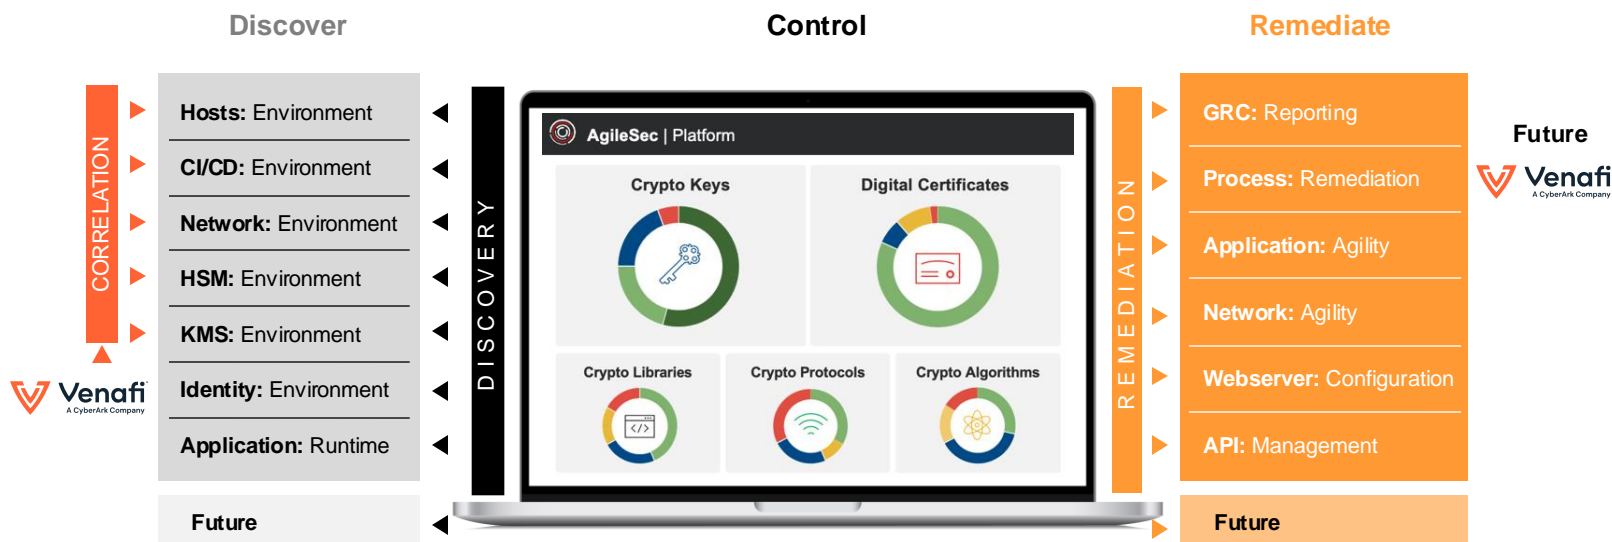 Discover
Control
Remediate
CORRELATION
Venafi
A CyberArk Company
Hosts: Environment
CI/CD: Environment
Network: Environment
HSM: Environment
KMS: Environment
Identity: Environment
Application: Runtime
Future
DISCOVERY
AgileSec | Platform
Crypto Keys
Digital Certificates
Crypto Libraries
Crypto Protocols
Crypto Algorithms
</>
REMEDIATION
GRC: Reporting
Process: Remediation
Application: Agility
Network: Agility
Webserver: Configuration
API: Management
Future
Future
Venafi
A CyberArk Company